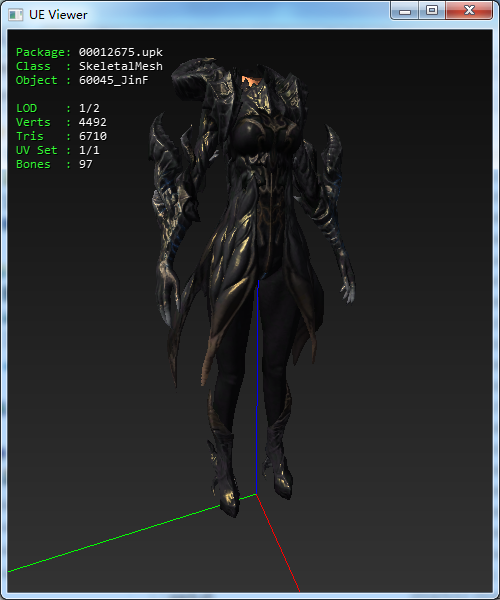 UE Viewer
Package: 00012675.upk
Class : SkeletalMesh
Object : 60045_JinF
LOD : 1/2
Verts : 4492
Tris : 6710
UV Set : 1/1
Bones : 97